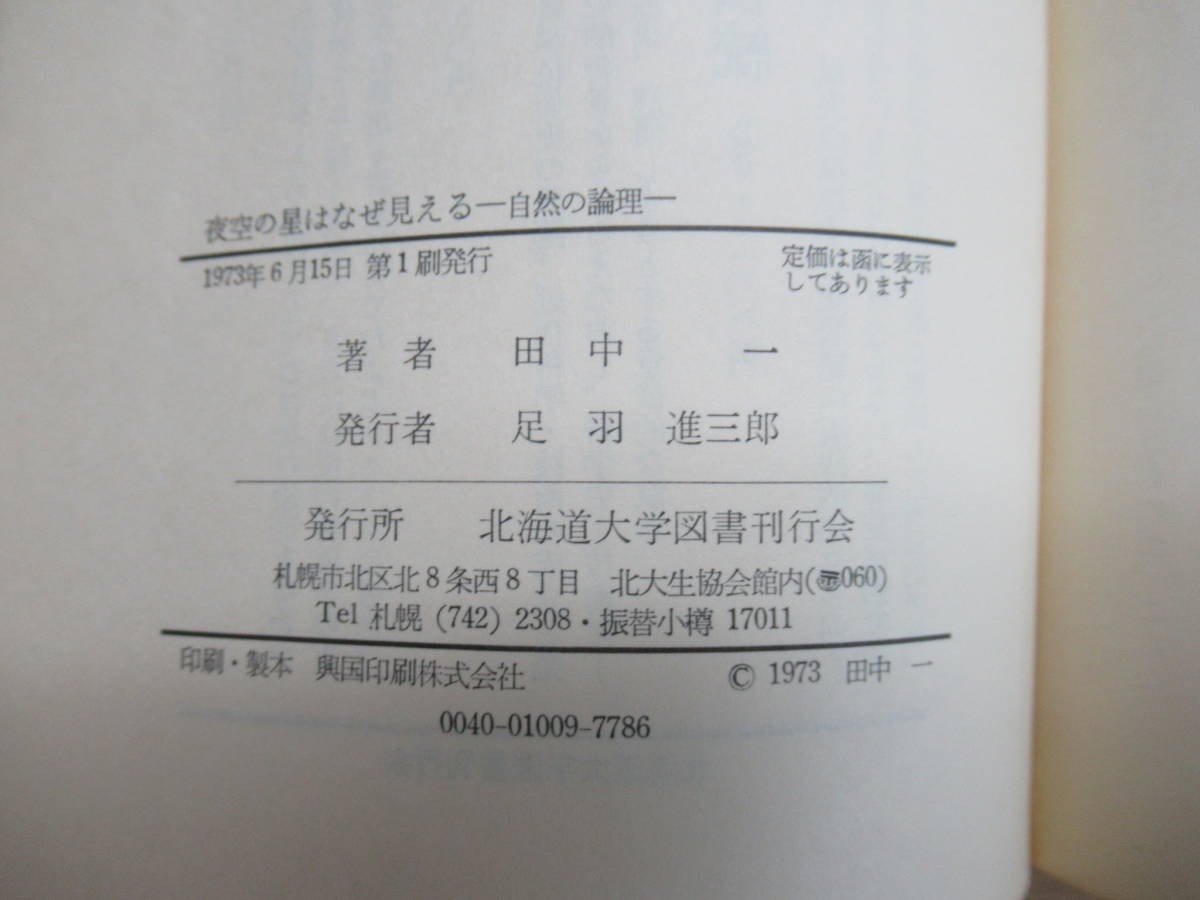 夜空の星はなぜ見える―自然の論理―
1973年6月15日 第1刷発行
定価は函に表示
してあります
著者 田中 一
発行者 足羽 進三郎
発行所 北海道大学図書刊行会
札幌市北区北8条西8丁目 北大生協会館内(〠060)
Tel 札幌 (742) 2308・振替小樽 17011
印刷・製本 興国印刷株式会社
© 1973 田中 一
0040-01009-7786